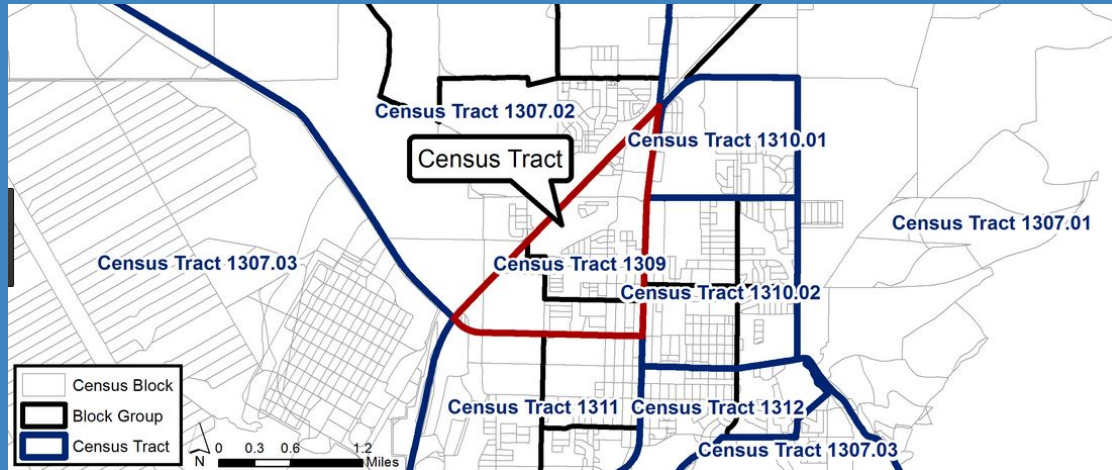 Census Tract 1307.02
Census Tract 1310.01
Census Tract
Census Tract 1307.01
Census Tract 1307.03
Census Tract 1309
Census Tract 1310.02
Census Block
Block Group
Census Tract
N
0 0.3 0.6 1.2
Miles
Census Tract 1311
Census Tract 1312
Census Tract 1307.03